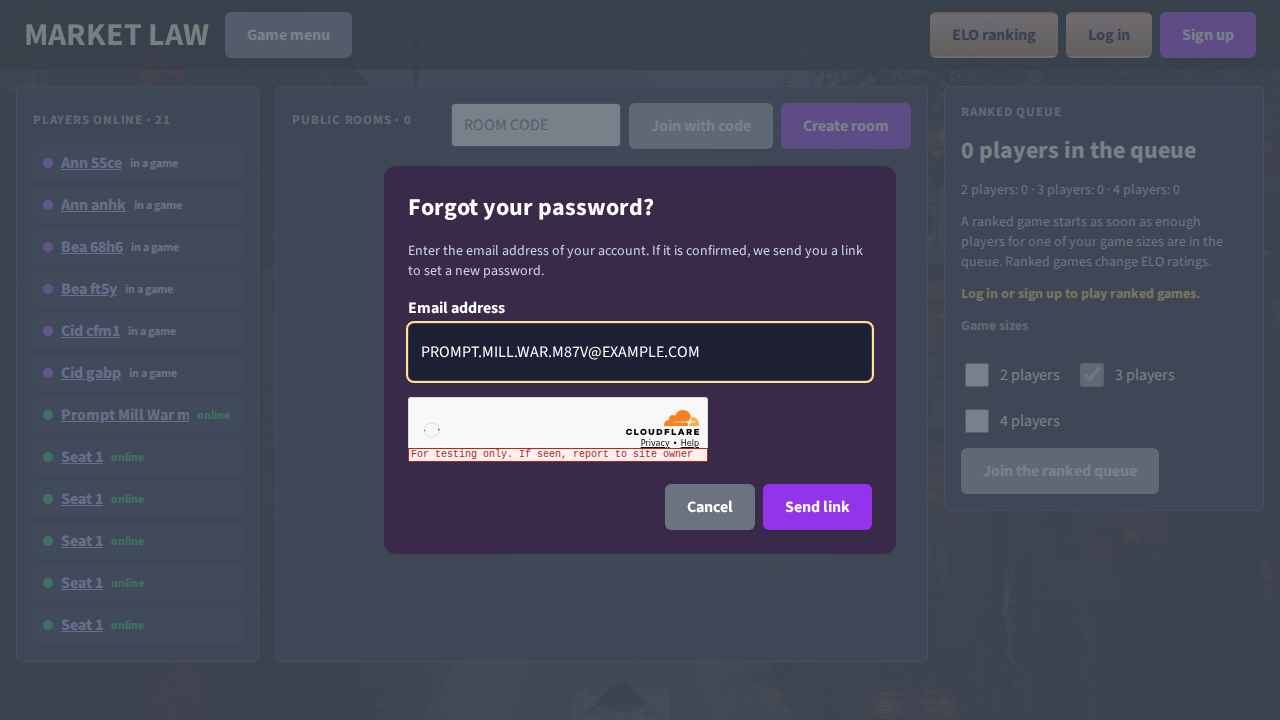 MARKET LAW
Game menu
ELO ranking
Log in
Sign up
PLAYERS ONLINE · 21
Ann 55ce in a game
Ann anhk in a game
Bea 68h6 in a game
Bea ft5y in a game
Cid cfm1 in a game
Cid gabp in a game
Prompt Mill War m online
Seat 1 online
Seat 1 online
Seat 1 online
Seat 1 online
Seat 1 online
PUBLIC ROOMS · 0
ROOM CODE
Join with code
Create room
Forgot your password?
Enter the email address of your account. If it is confirmed, we send you a link
to set a new password.
Email address
PROMPT.MILL.WAR.M87V@EXAMPLE.COM
CLOUDFLARE
Privacy • Help
For testing only. If seen, report to site owner
Cancel
Send link
RANKED QUEUE
0 players in the queue
2 players: 0 · 3 players: 0 · 4 players: 0
A ranked game starts as soon as enough
players for one of your game sizes are in the
queue. Ranked games change ELO ratings.
Log in or sign up to play ranked games.
Game sizes
2 players
3 players
4 players
Join the ranked queue